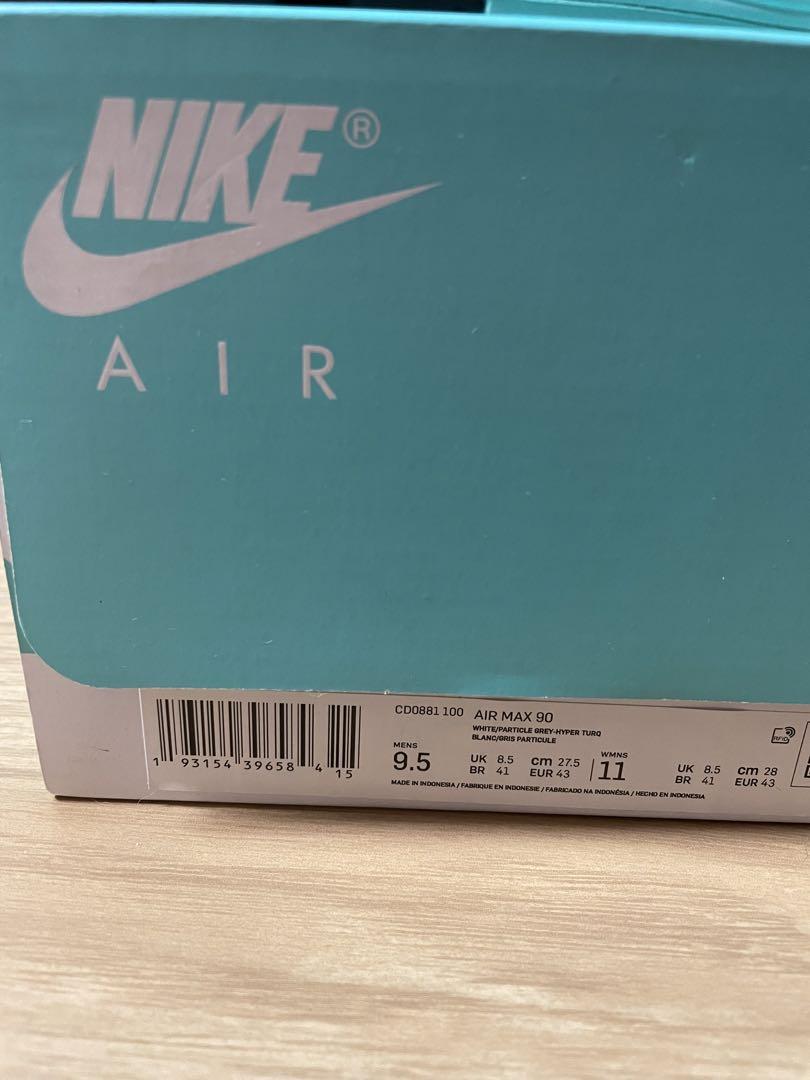 NIKE®
AIR
CD0881 100 AIR MAX 90
WHITE/PARTICLE GREY-HYPER TURQ
BLANC/GRIS PARTICULE
MENS
9.5
UK 8.5
BR 41
cm 27.5
EUR 43
WMNS
11
UK 8.5
BR 41
cm 28
EUR 43
RFID
1 93154 39658 4 15
MADE IN INDONESIA / FABRIQUE EN INDONESIE / FABRICADO NA INDONÉSIA / HECHO EN INDONESIA